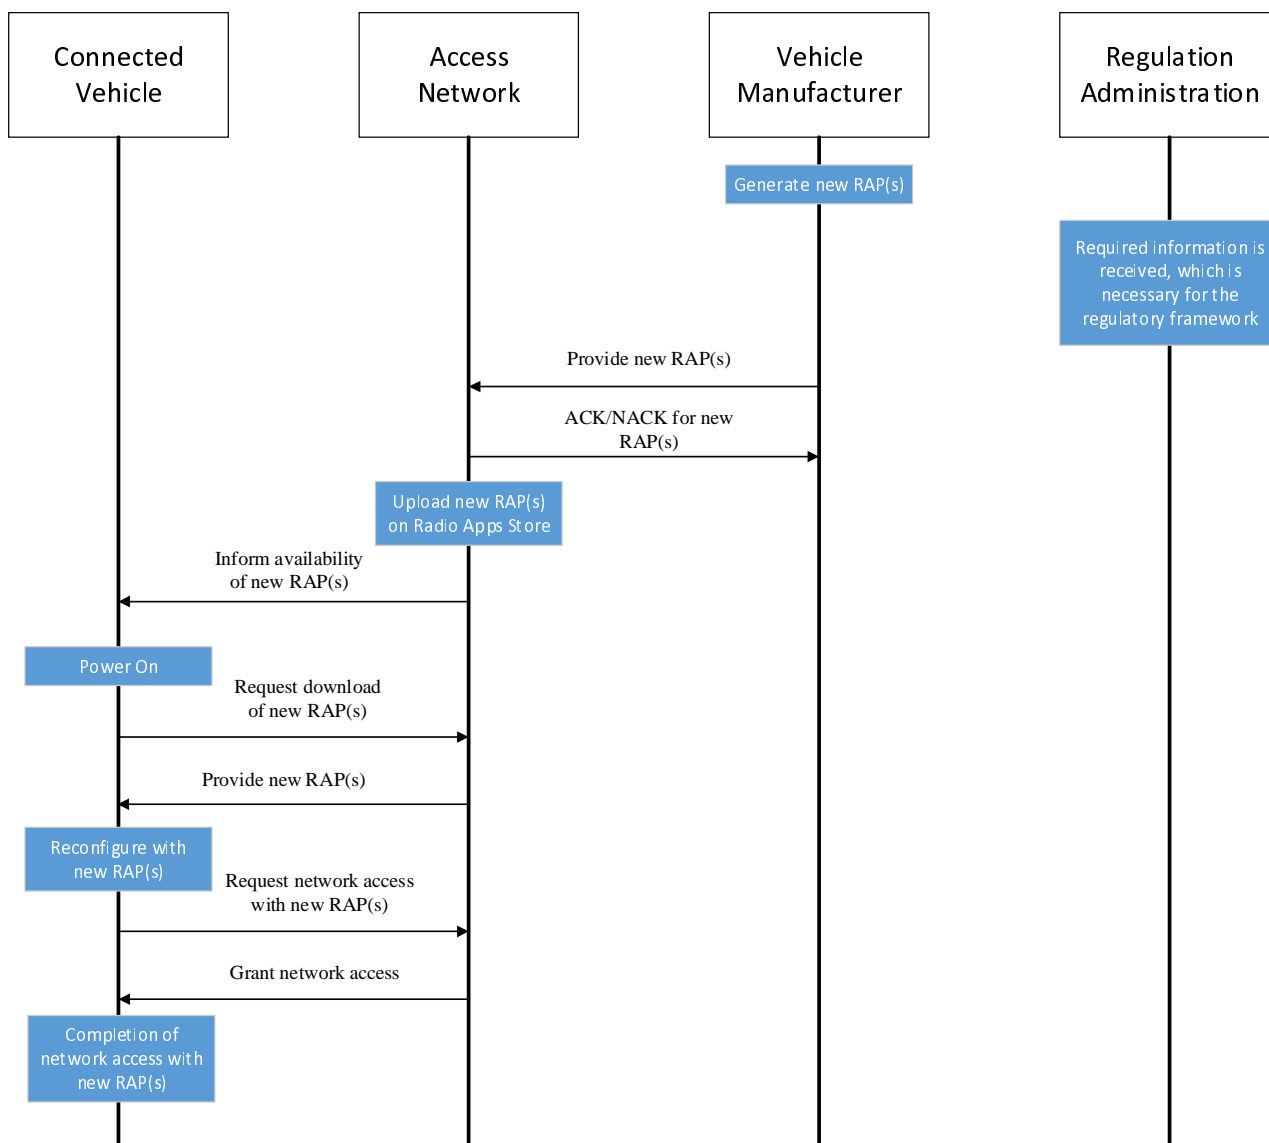 Connected
Vehicle
Access
Network
Vehicle
Manufacturer
Regulation
Administration
Generate new RAP(s)
Required information is
received, which is
necessary for the
regulatory framework
Provide new RAP(s)
ACK/NACK for new
RAP(s)
Upload new RAP(s)
on Radio Apps Store
Inform availability
of new RAP(s)
Power On
Request download
of new RAP(s)
Provide new RAP(s)
Reconfigure with
new RAP(s)
Request network access
with new RAP(s)
Grant network access
Completion of
network access with
new RAP(s)